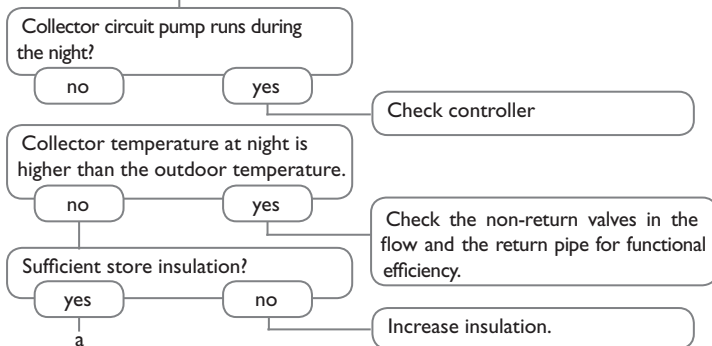 Collector circuit pump runs during
the night?
no
yes
Check controller
Collector temperature at night is
higher than the outdoor temperature.
no
yes
Check the non-return valves in the
flow and the return pipe for functional
efficiency.
Sufficient store insulation?
yes
no
Increase insulation.
a